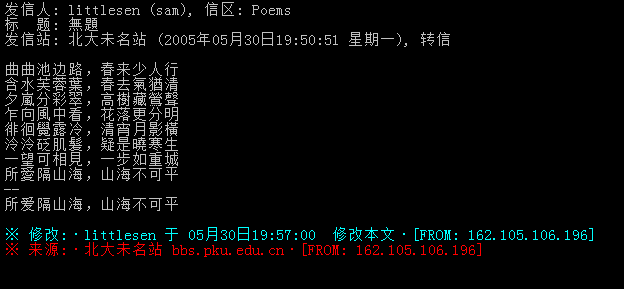 发信人: littlesen (sam), 信区: Poems
标  题: 無題
发信站: 北大未名站 (2005年05月30日19:50:51 星期一), 转信
曲曲池边路，春来少人行
含水芙蓉葉，春去氣猶清
夕嵐分彩翠，高樹藏鶯聲
乍向風中看，花落更分明
徘徊覺露冷，清宵月影橫
泠泠砭肌髮，疑是曉寒生
一望可相見，一步如重城
所愛隔山海，山海不可平
--
所愛隔山海，山海不可平
※ 修改:·littlesen 于 05月30日19:57:00  修改本文·[FROM: 162.105.106.196]
※ 来源:·北大未名站 bbs.pku.edu.cn·[FROM: 162.105.106.196]